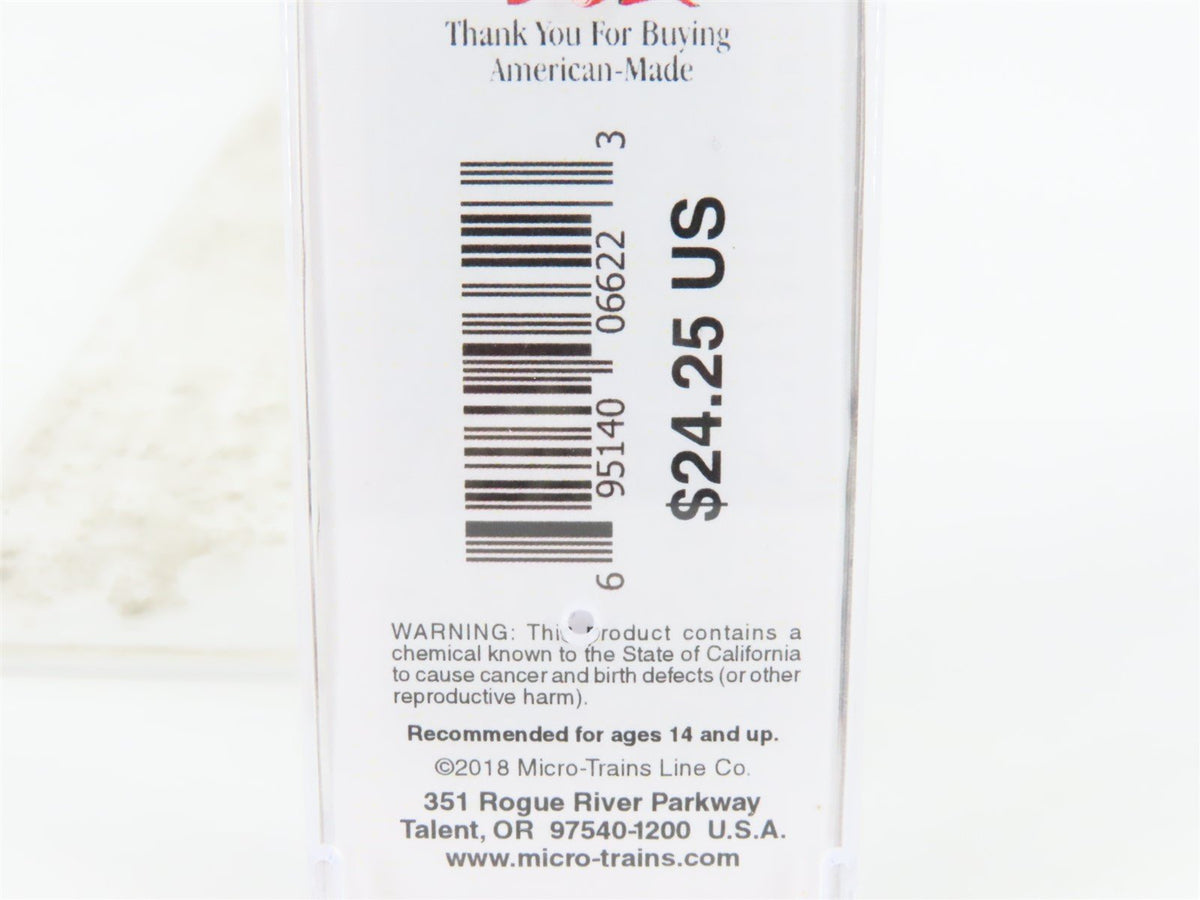 Thank You For Buying
American-Made
6 95140 06622 3
$24.25 US
WARNING: This product contains a
chemical known to the State of California
to cause cancer and birth defects (or other
reproductive harm).
Recommended for ages 14 and up.
©2018 Micro-Trains Line Co.
351 Rogue River Parkway
Talent, OR 97540-1200 U.S.A.
www.micro-trains.com